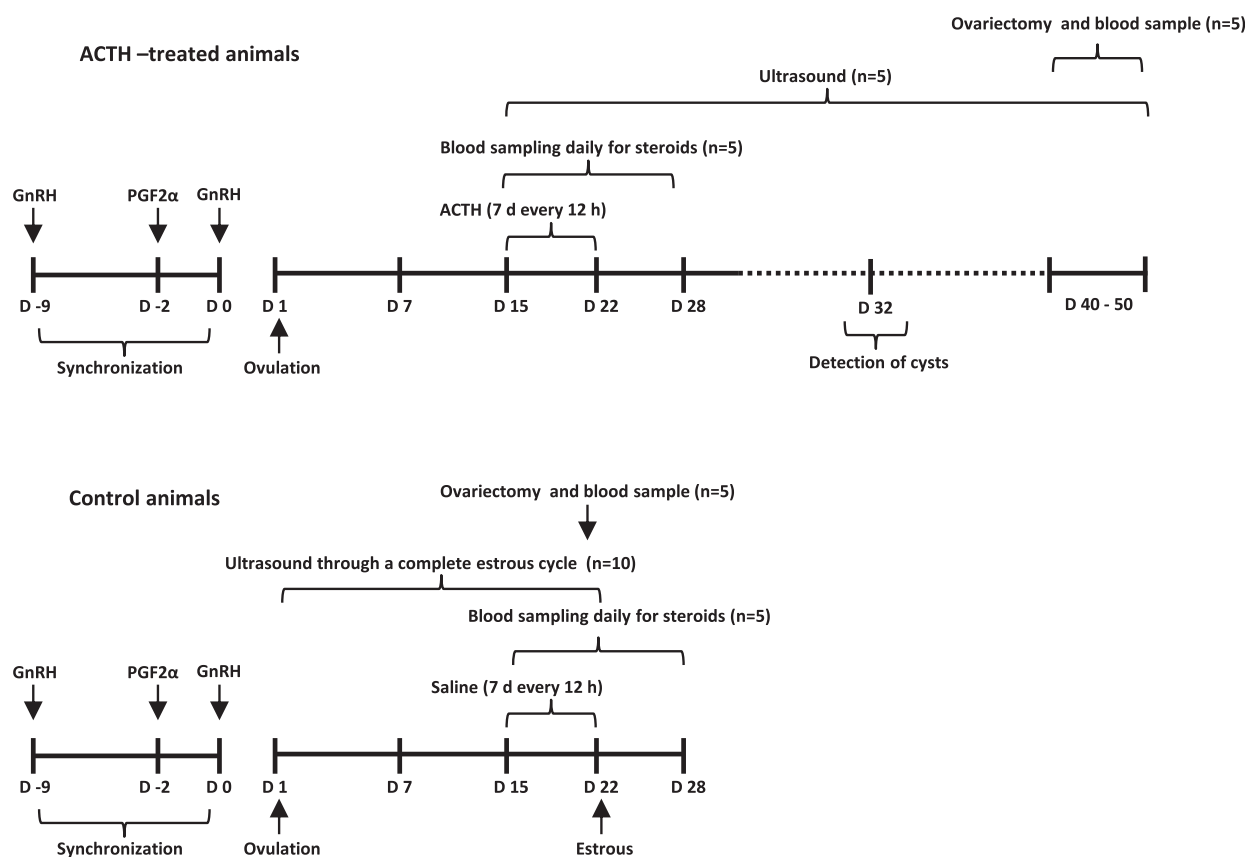 Ovariectomy and blood sample (n=5)
ACTH –treated animals
Ultrasound (n=5)
Blood sampling daily for steroids (n=5)
GnRH PGF2α GnRH
ACTH (7 d every 12 h)
D -9 D -2 D 0 D 1 D 7 D 15 D 22 D 28 D 32 D 40 - 50
Synchronization Ovulation Detection of cysts
Control animals
Ovariectomy and blood sample (n=5)
Ultrasound through a complete estrous cycle (n=10)
Blood sampling daily for steroids (n=5)
GnRH PGF2α GnRH
Saline (7 d every 12 h)
D -9 D -2 D 0 D 1 D 7 D 15 D 22 D 28
Synchronization Ovulation Estrous